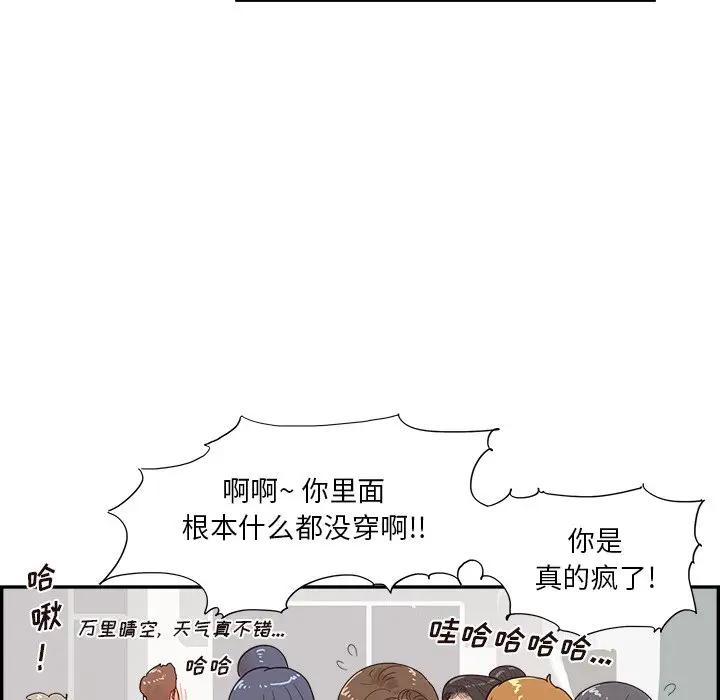 啊啊~ 你里面
根本什么都没穿啊!!
你是
真的疯了!
哈
啾
!
万里晴空, 天气真不错...
哈哈
哇哈哈哈哈...